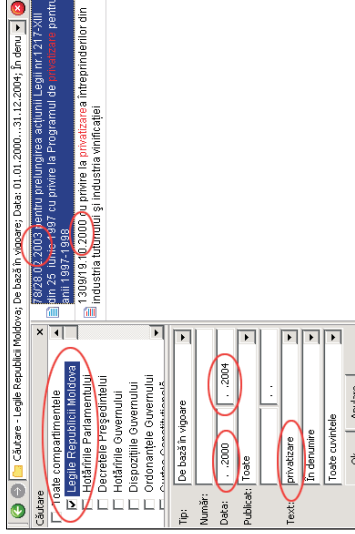 Căutare - Legile Republicii Moldova; De bază în vigoare; Data: 01.01.2000...31.12.2004; În denu
Căutare
Toate compartimentele
Legile Republicii Moldova
Hotărîrile Parlamentului
Decretele Preşedintelui
Hotăririle Guvernului
Dispoziţiile Guvernului
Ordonanţele Guvernului
Tip: De bază în vigoare
Număr:
Data: . .2000 . .2004
Publicat: Toate . .
Text: privatizare
În denumire
Toate cuvintele
78/28.02.2003 pentru prelungirea acţiunii Legii nr.1217-XIII
din 25 iunie 1997 cu privire la Programul de privatizare pentru
anii 1997-1998
1309/19.10.2000 cu privire la privatizarea întreprinderilor din
industria tutunului şi industria vinificaţiei